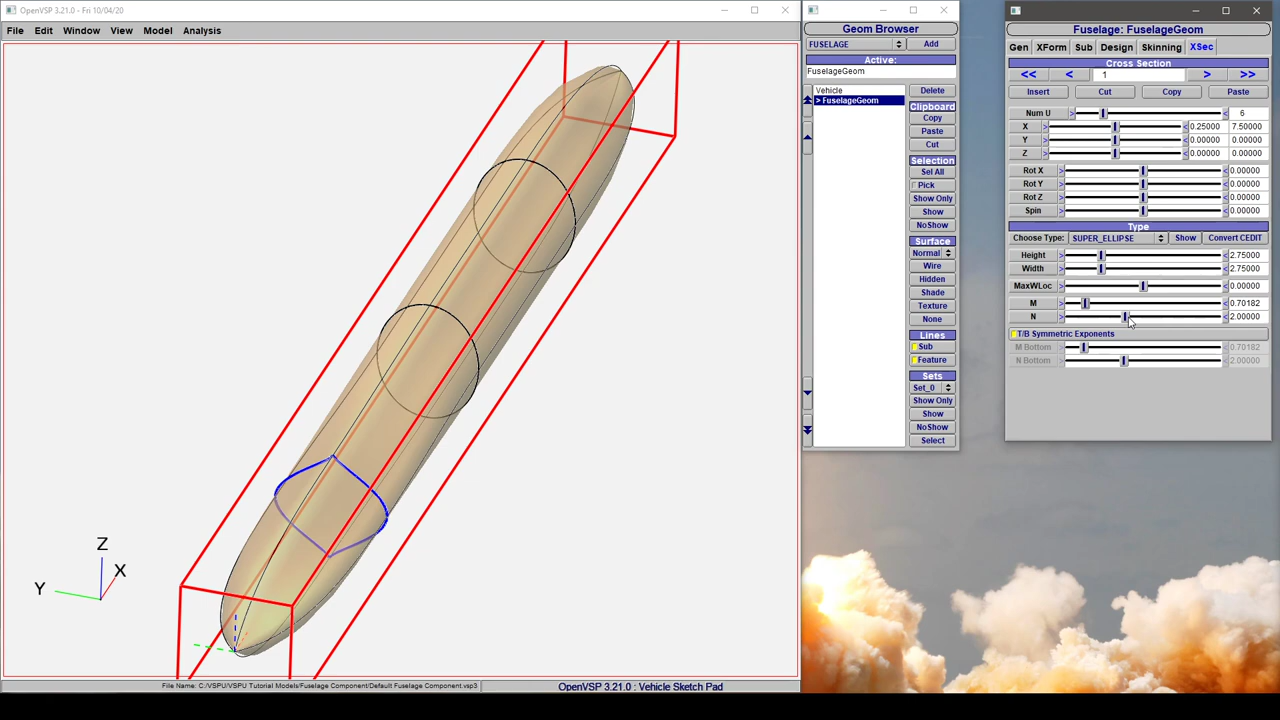 OpenVSP 3.21.0 - Fri 10/04/20
File Edit Window View Model Analysis
Z
X
Y
File Name: C:/VSPU/VSPU Tutorial Models/Fuselage Component/Default Fuselage Component.vsp3
OpenVSP 3.21.0 : Vehicle Sketch Pad
Geom Browser
FUSELAGE Add
Active:
FuselageGeom
Vehicle
> FuselageGeom
Delete
Clipboard
Copy
Paste
Cut
Selection
Sel All
Pick
Show Only
Show
NoShow
Surface
Normal
Wire
Hidden
Shade
Texture
None
Lines
Sub
Feature
Sets
Set_0
Show Only
Show
NoShow
Select
Fuselage: FuselageGeom
Gen XForm Sub Design Skinning XSec
Cross Section
<< < 1 > >>
Insert Cut Copy Paste
Num U > < 6
X > < 0.25000 7.50000
Y > < 0.00000 0.00000
Z > < 0.00000 0.00000
Rot X > < 0.00000
Rot Y > < 0.00000
Rot Z > < 0.00000
Spin > < 0.00000
Type
Choose Type: SUPER_ELLIPSE Show Convert CEDIT
Height > < 2.75000
Width > < 2.75000
MaxWLoc > < 0.00000
M > < 0.70182
N > < 2.00000
T/B Symmetric Exponents
M Bottom > < 0.70182
N Bottom > < 2.00000